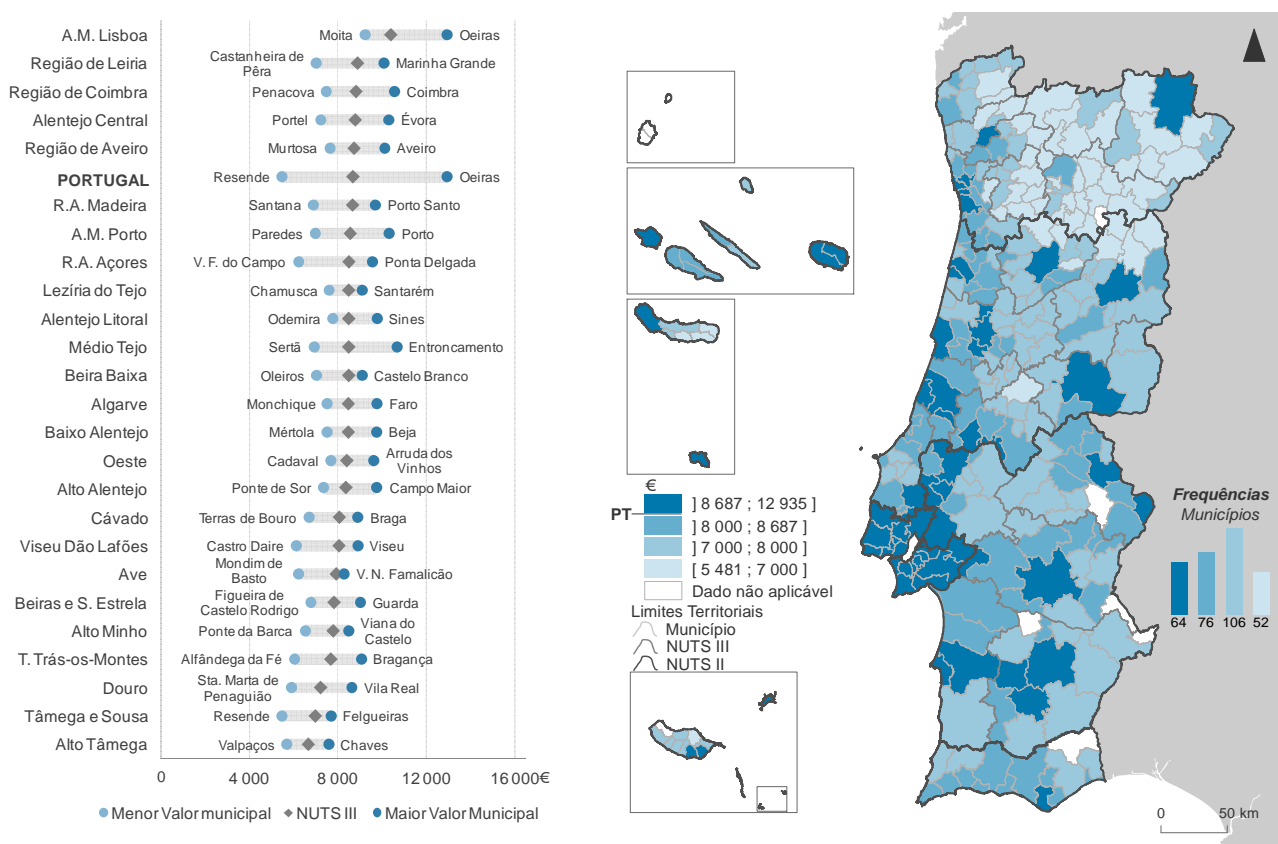 A.M. Lisboa
Moita
Oeiras
Região de Leiria
Castanheira de
Pêra
Marinha Grande
Região de Coimbra
Penacova
Coimbra
Alentejo Central
Portel
Évora
Região de Aveiro
Murtosa
Aveiro
PORTUGAL
Resende
Oeiras
R.A. Madeira
Santana
Porto Santo
A.M. Porto
Paredes
Porto
R.A. Açores
V. F. do Campo
Ponta Delgada
Lezíria do Tejo
Chamusca
Santarém
Alentejo Litoral
Odemira
Sines
Médio Tejo
Sertã
Entroncamento
Beira Baixa
Oleiros
Castelo Branco
Algarve
Monchique
Faro
Baixo Alentejo
Mértola
Beja
Oeste
Cadaval
Arruda dos
Vinhos
Alto Alentejo
Ponte de Sor
Campo Maior
Cávado
Terras de Bouro
Braga
Viseu Dão Lafões
Castro Daire
Viseu
Ave
Mondim de
Basto
V. N. Famalicão
Beiras e S. Estrela
Figueira de
Castelo Rodrigo
Guarda
Alto Minho
Ponte da Barca
Viana do
Castelo
T. Trás-os-Montes
Alfândega da Fé
Bragança
Douro
Sta. Marta de
Penaguião
Vila Real
Tâmega e Sousa
Resende
Felgueiras
Alto Tâmega
Valpaços
Chaves
0 4 000 8 000 12 000 16 000€
Menor Valor municipal NUTS III Maior Valor Municipal
€
PT
] 8 687 ; 12 935 ]
] 8 000 ; 8 687 ]
] 7 000 ; 8 000 ]
[ 5 481 ; 7 000 ]
Dado não aplicável
Limites Territoriais
Município
NUTS III
NUTS II
Frequências
Municípios
64 76 106 52
0 50 km